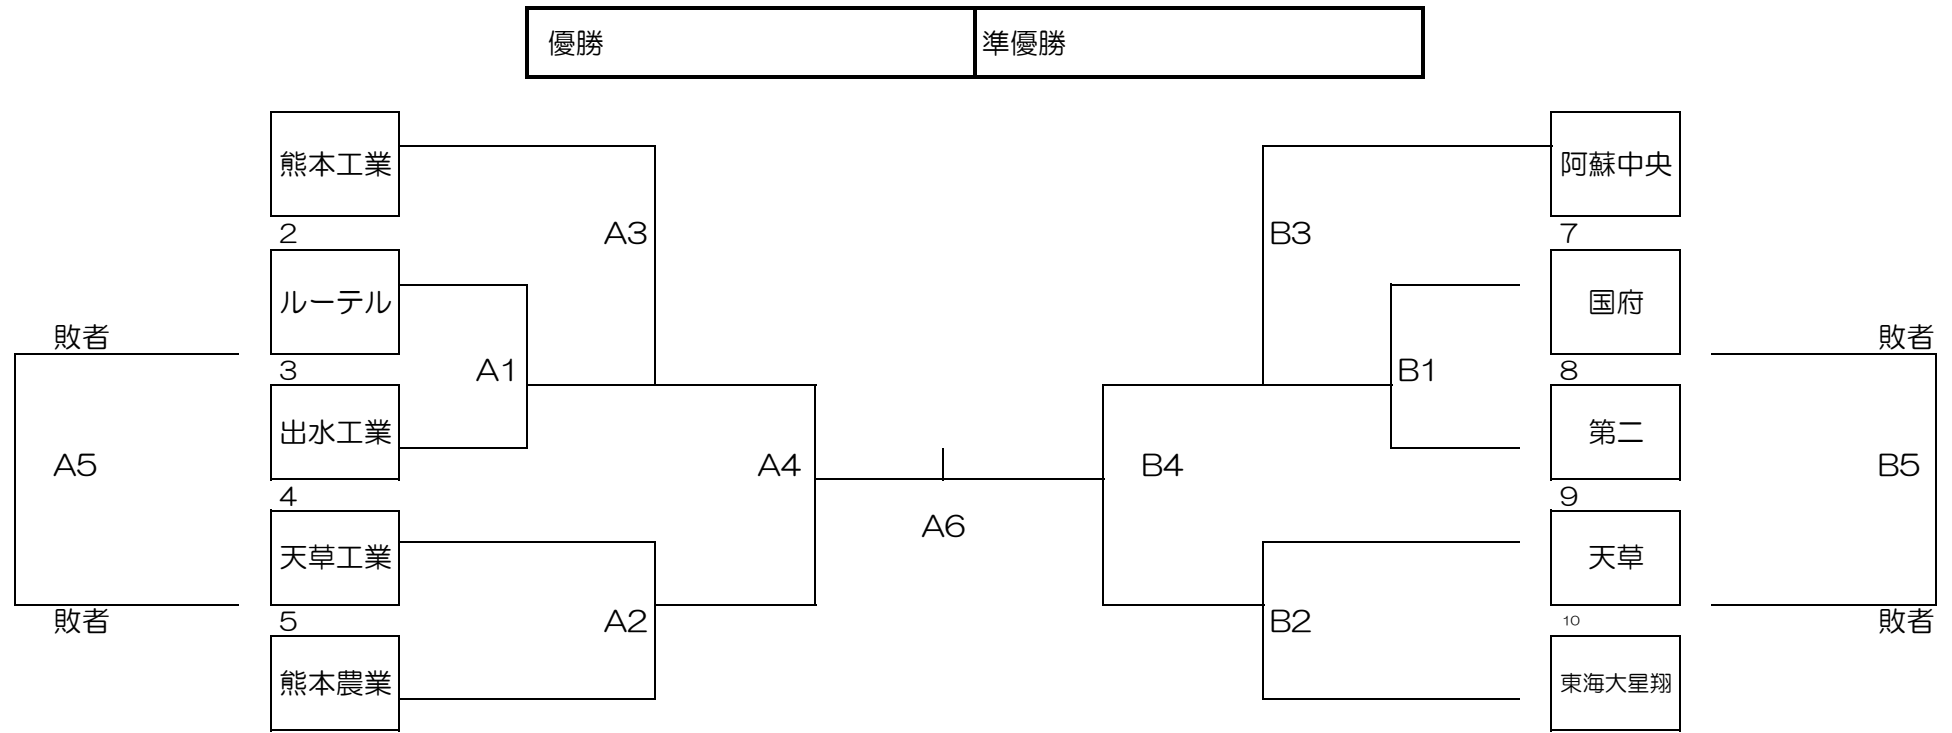 優勝 準優勝
熊本工業 阿蘇中央
2 A3 B3 7
ルーテル 国府
敗者 敗者
3 A1 B1 8
出水工業 第二
A5 A4 B4 B5
4 9
A6
天草工業 天草
敗者 5 A2 B2 10 敗者
熊本農業 東海大星翔